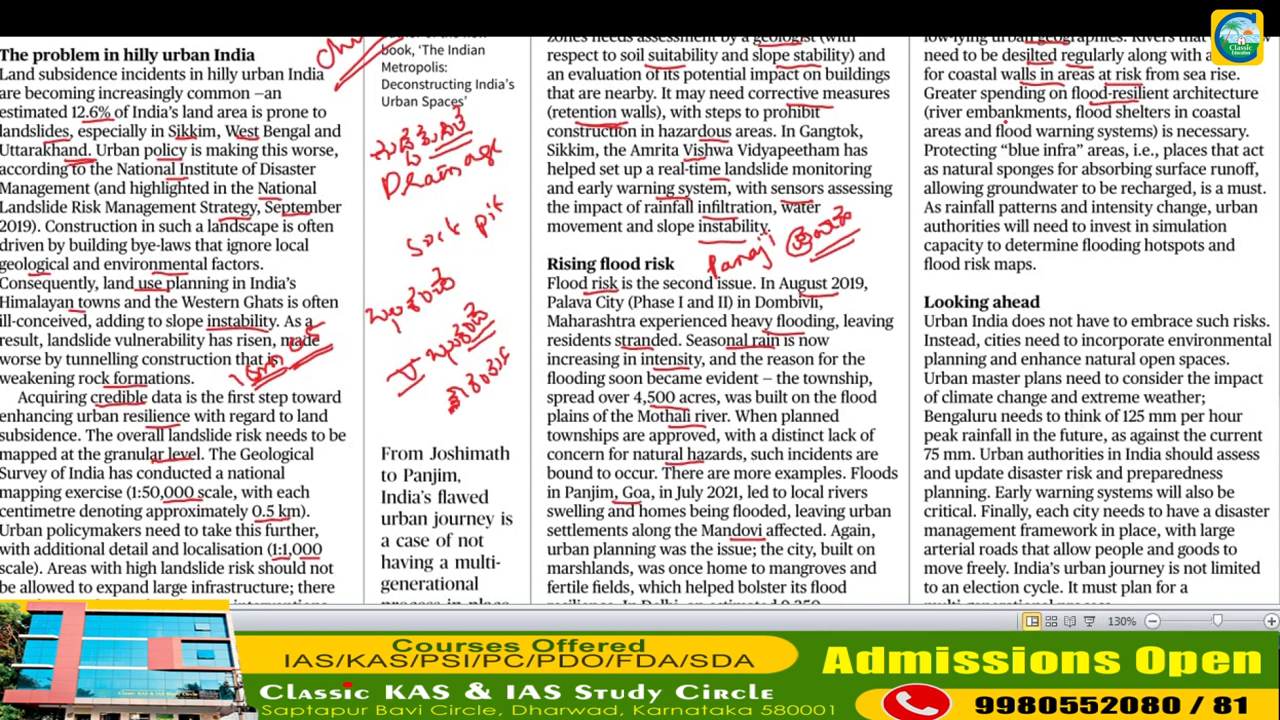 The problem in hilly urban India
Land subsidence incidents in hilly urban India
are becoming increasingly common —an
estimated 12.6% of India's land area is prone to
landslides, especially in Sikkim, West Bengal and
Uttarakhand. Urban policy is making this worse,
according to the National Institute of Disaster
Management (and highlighted in the National
Landslide Risk Management Strategy, September
2019). Construction in such a landscape is often
driven by building bye-laws that ignore local
geological and environmental factors.
Consequently, land use planning in India's
Himalayan towns and the Western Ghats is often
ill-conceived, adding to slope instability. As a
result, landslide vulnerability has risen, made
worse by tunnelling construction that is
weakening rock formations.
Acquiring credible data is the first step toward
enhancing urban resilience with regard to land
subsidence. The overall landslide risk needs to be
mapped at the granular level. The Geological
Survey of India has conducted a national
mapping exercise (1:50,000 scale, with each
centimetre denoting approximately 0.5 km).
Urban policymakers need to take this further,
with additional detail and localisation (1:1,000
scale). Areas with high landslide risk should not
be allowed to expand large infrastructure; there
book, 'The Indian
Metropolis:
Deconstructing India's
Urban Spaces'
Drainage
Sock pit
From Joshimath
to Panjim,
India's flawed
urban journey is
a case of not
having a multi-
generational
process in place
zones needs assessment by a geologist (with
respect to soil suitability and slope stability) and
an evaluation of its potential impact on buildings
that are nearby. It may need corrective measures
(retention walls), with steps to prohibit
construction in hazardous areas. In Gangtok,
Sikkim, the Amrita Vishwa Vidyapeetham has
helped set up a real-time landslide monitoring
and early warning system, with sensors assessing
the impact of rainfall infiltration, water
movement and slope instability.
Panaji
Rising flood risk
Flood risk is the second issue. In August 2019,
Palava City (Phase I and II) in Dombivli,
Maharashtra experienced heavy flooding, leaving
residents stranded. Seasonal rain is now
increasing in intensity, and the reason for the
flooding soon became evident – the township,
spread over 4,500 acres, was built on the flood
plains of the Mothali river. When planned
townships are approved, with a distinct lack of
concern for natural hazards, such incidents are
bound to occur. There are more examples. Floods
in Panjim, Goa, in July 2021, led to local rivers
swelling and homes being flooded, leaving urban
settlements along the Mandovi affected. Again,
urban planning was the issue; the city, built on
marshlands, was once home to mangroves and
fertile fields, which helped bolster its flood
low-lying urban geographies. Rivers that
need to be desilted regularly along with a
for coastal walls in areas at risk from sea rise.
Greater spending on flood-resilient architecture
(river embankments, flood shelters in coastal
areas and flood warning systems) is necessary.
Protecting "blue infra" areas, i.e., places that act
as natural sponges for absorbing surface runoff,
allowing groundwater to be recharged, is a must.
As rainfall patterns and intensity change, urban
authorities will need to invest in simulation
capacity to determine flooding hotspots and
flood risk maps.
Looking ahead
Urban India does not have to embrace such risks.
Instead, cities need to incorporate environmental
planning and enhance natural open spaces.
Urban master plans need to consider the impact
of climate change and extreme weather;
Bengaluru needs to think of 125 mm per hour
peak rainfall in the future, as against the current
75 mm. Urban authorities in India should assess
and update disaster risk and preparedness
planning. Early warning systems will also be
critical. Finally, each city needs to have a disaster
management framework in place, with large
arterial roads that allow people and goods to
move freely. India's urban journey is not limited
to an election cycle. It must plan for a
Classic
Education
130%
Courses Offered
IAS/KAS/PSI/PC/PDO/FDA/SDA
Classic KAS & IAS Study Circle
Saptapur Bavi Circle, Dharwad, Karnataka 580001
Admissions Open
9980552080 / 81